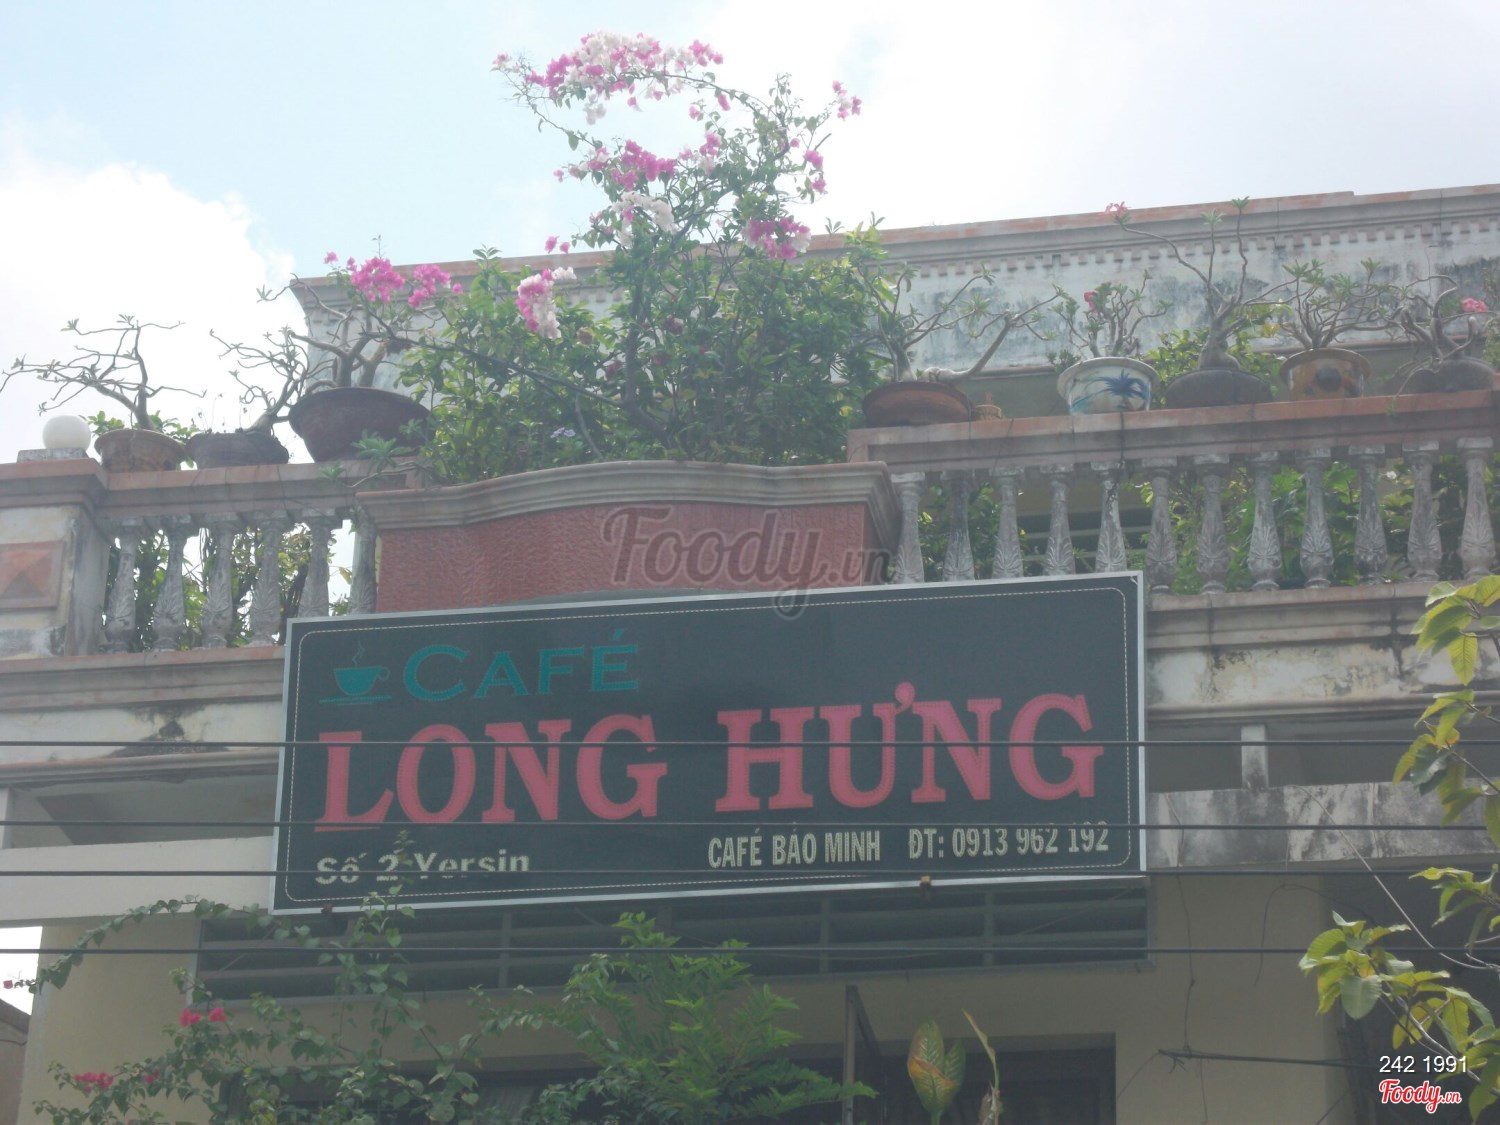 Foody.vn
CAFÉ
LONG HƯNG
Số 2 Yersin
CAFÉ BẢO MINH ĐT: 0913 962 192
242 1991
Foody.vn